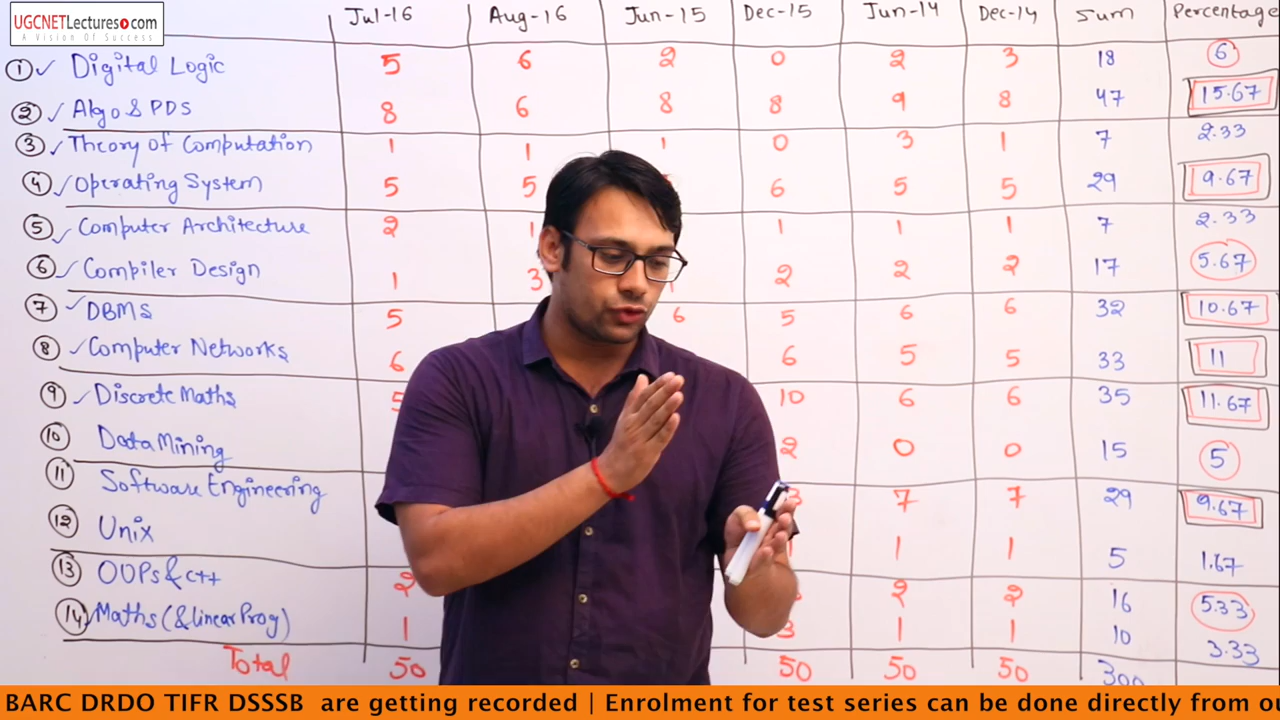 UGCNETLectures.com
A Vision Of Success
Jul-16 Aug-16 Jun-15 Dec-15 Jun-14 Dec-14 Sum Percentage
1 ✓ Digital Logic 5 6 2 0 2 3 18 6
2 ✓ Algo & PDS 8 6 8 8 9 8 47 15.67
3 ✓ Theory of Computation 1 1 1 0 3 1 7 2.33
4 ✓ Operating System 5 5 6 5 5 29 9.67
5 ✓ Computer Architecture 2 1 1 1 1 7 2.33
6 ✓ Compiler Design 1 3 2 2 2 17 5.67
7 ✓ DBMS 5 6 5 6 6 32 10.67
8 ✓ Computer Networks 6 6 5 5 33 11
9 ✓ Discrete Maths 5 10 6 6 35 11.67
10 Data Mining 2 0 0 15 5
11 Software Engineering 3 7 7 29 9.67
12 Unix 1 1 1 5 1.67
13 OOPs & C++ 2 2 2 16 5.33
14 Maths (& linear Prog) 1 3 1 1 10 3.33
Total 50 50 50 50 300
BARC DRDO TIFR DSSSB are getting recorded | Enrolment for test series can be done directly from